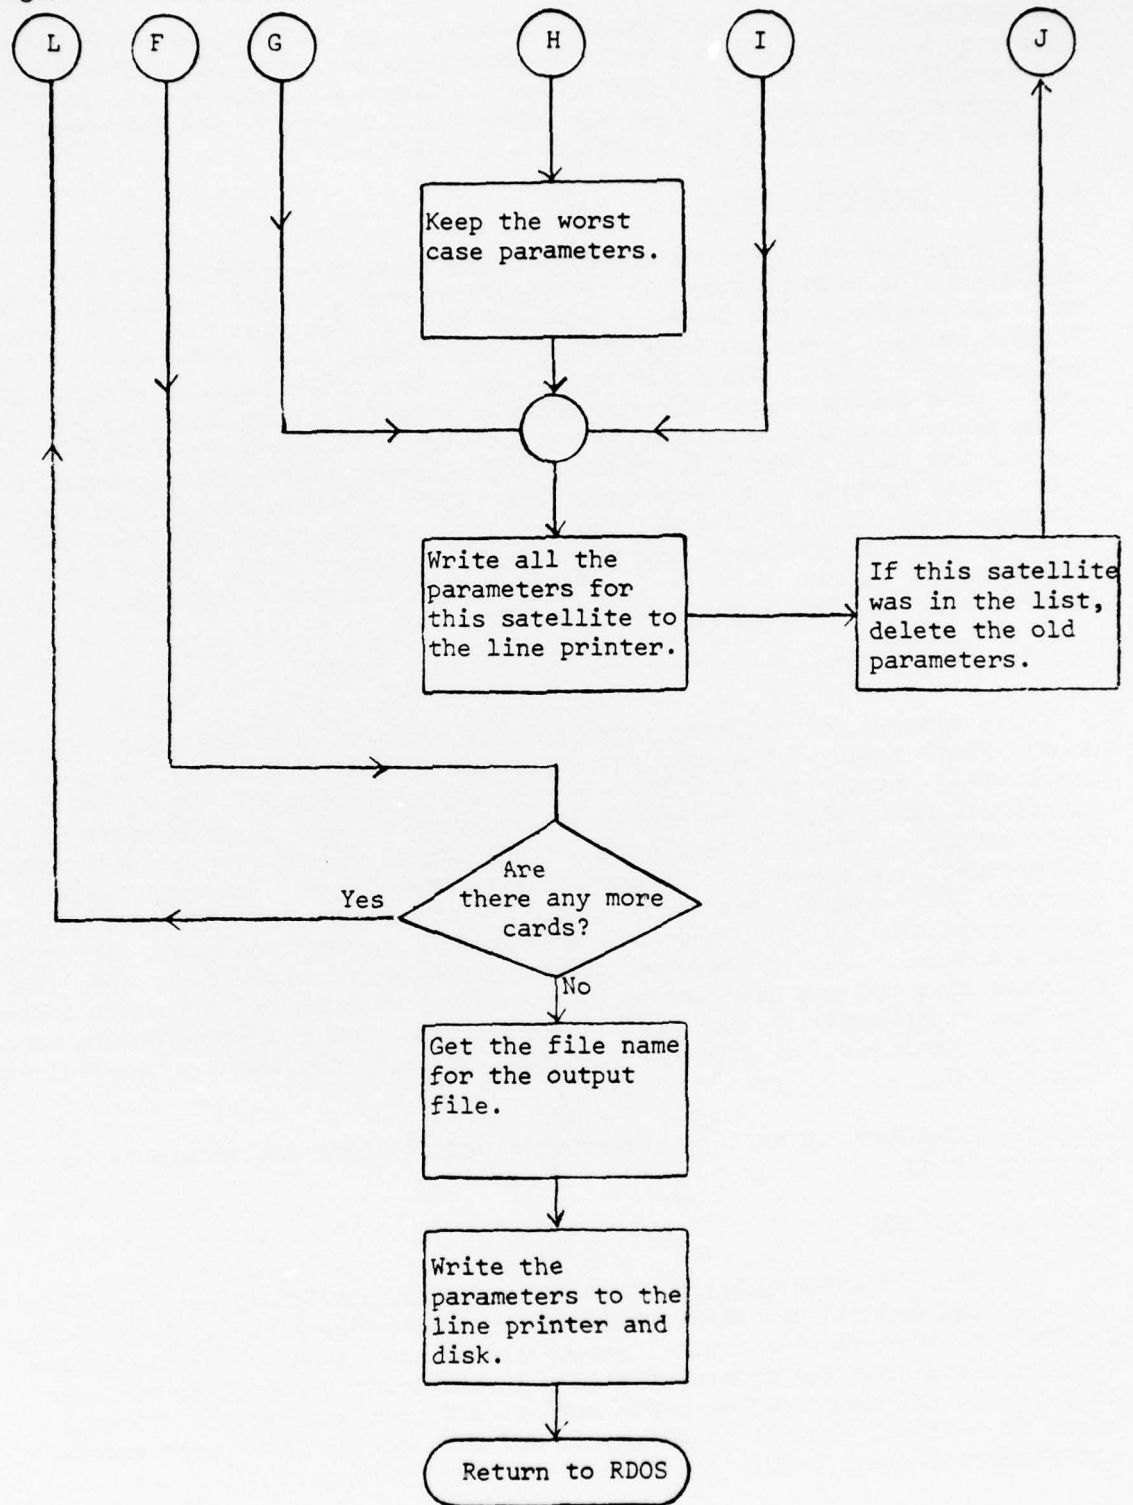 L F G H I J
Keep the worst
case parameters.
Write all the
parameters for
this satellite to
the line printer.
If this satellite
was in the list,
delete the old
parameters.
Are
there any more
cards?
Yes
No
Get the file name
for the output
file.
Write the
parameters to the
line printer and
disk.
Return to RDOS